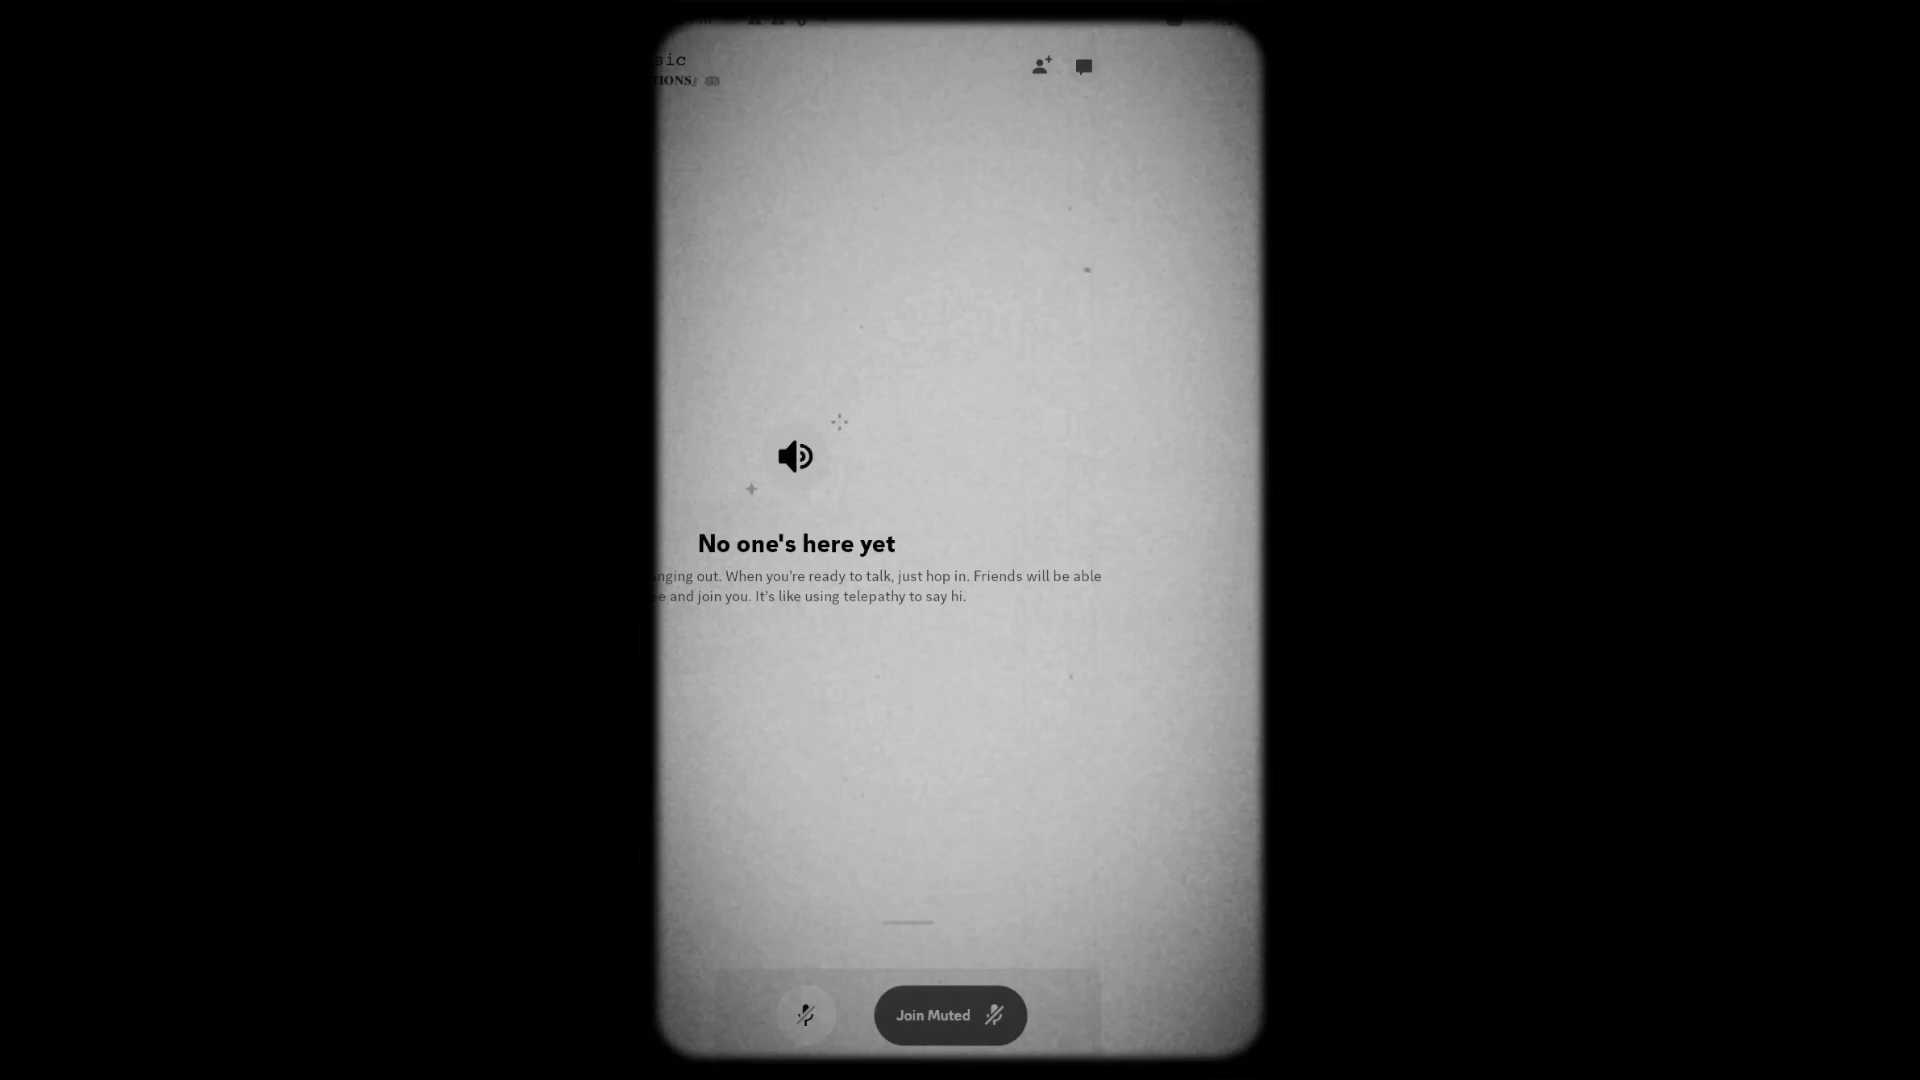 sic
TIONS
No one's here yet
nging out. When you're ready to talk, just hop in. Friends will be able
e and join you. It's like using telepathy to say hi.
Join Muted